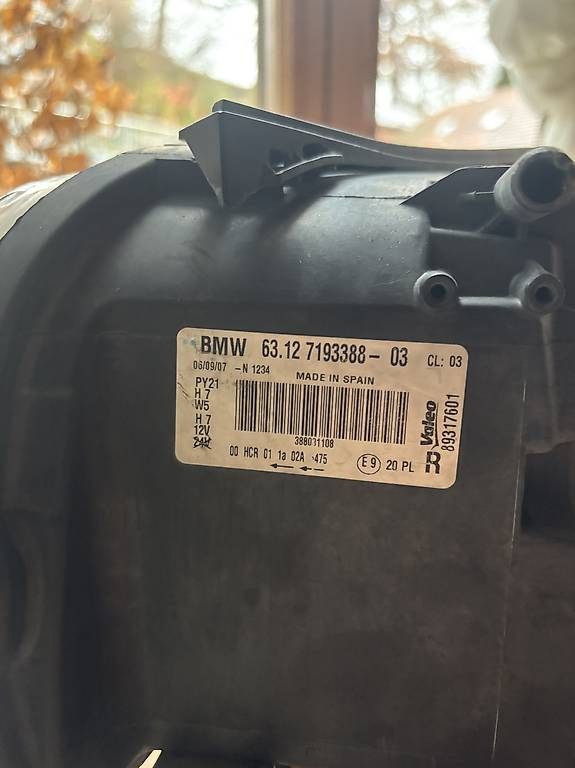 BMW 63.12 7193388- 03 CL: 03
06/09/07 -N 1234 MADE IN SPAIN
PY21
H 7
W5
H 7
12V
24H
388031108
00 HCR 01 1a 02A 475
E9 20 PL
R Valeo
89317601